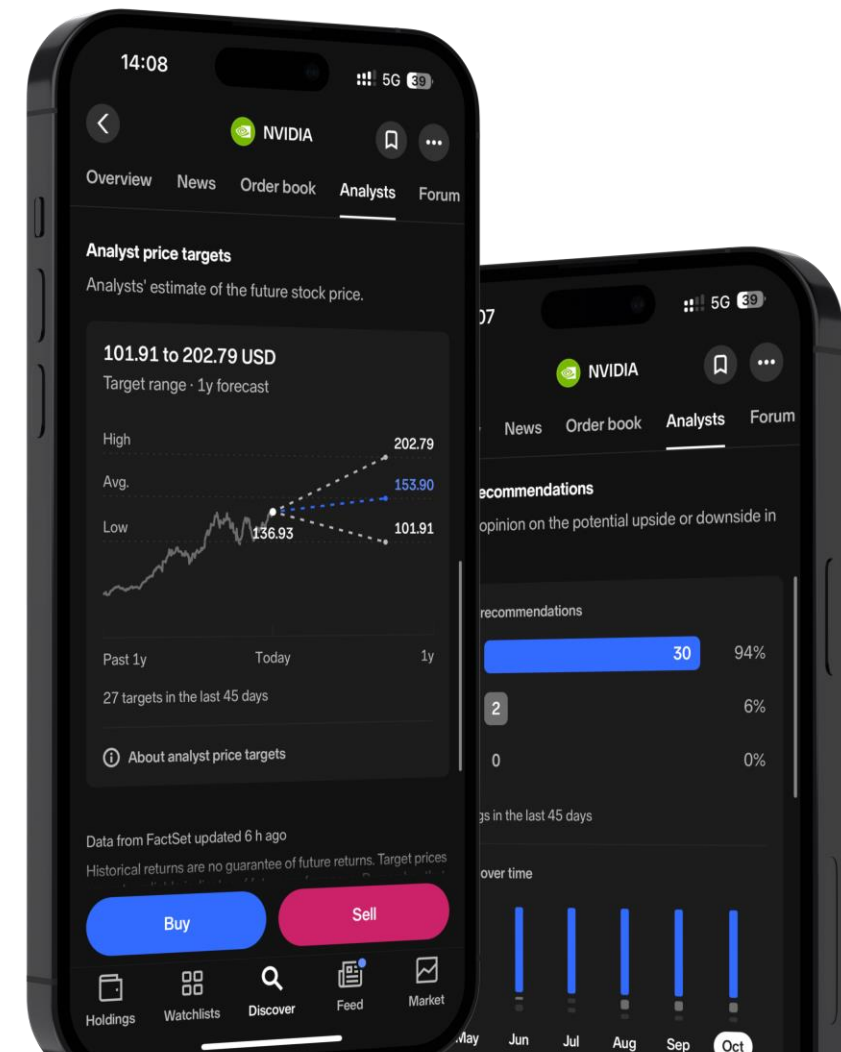 14:08
5G 39
NVIDIA
Overview News Order book Analysts Forum
Analyst price targets
Analysts' estimate of the future stock price.
101.91 to 202.79 USD
Target range · 1y forecast
High
202.79
Avg.
153.90
Low
136.93
101.91
Past 1y Today 1y
27 targets in the last 45 days
About analyst price targets
Data from FactSet updated 6 h ago
Historical returns are no guarantee of future returns. Target prices
Buy Sell
Holdings Watchlists Discover Feed Market
07
5G 39
NVIDIA
News Order book Analysts Forum
ecommendations
opinion on the potential upside or downside in
recommendations
30 94%
2 6%
0 0%
gs in the last 45 days
over time
May Jun Jul Aug Sep Oct